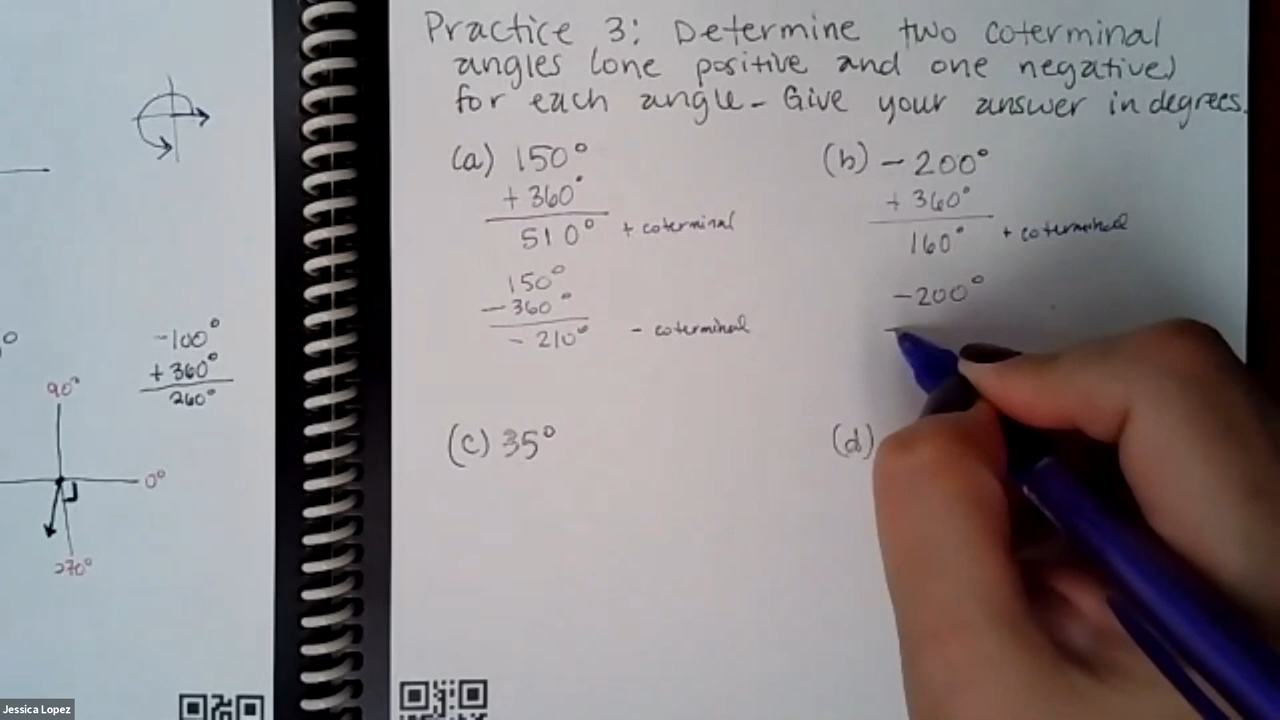 Practice 3: Determine two coterminal
angles (one positive and one negative)
for each angle. Give your answer in degrees.
(a) 150°
+ 360°
510° + coterminal
150°
- 360°
- 210° - coterminal
(b) - 200°
+ 360°
160° + coterminal
- 200°
-
(c) 35°
(d)
-100°
+ 360°
260°
90°
0°
270°
Jessica Lopez